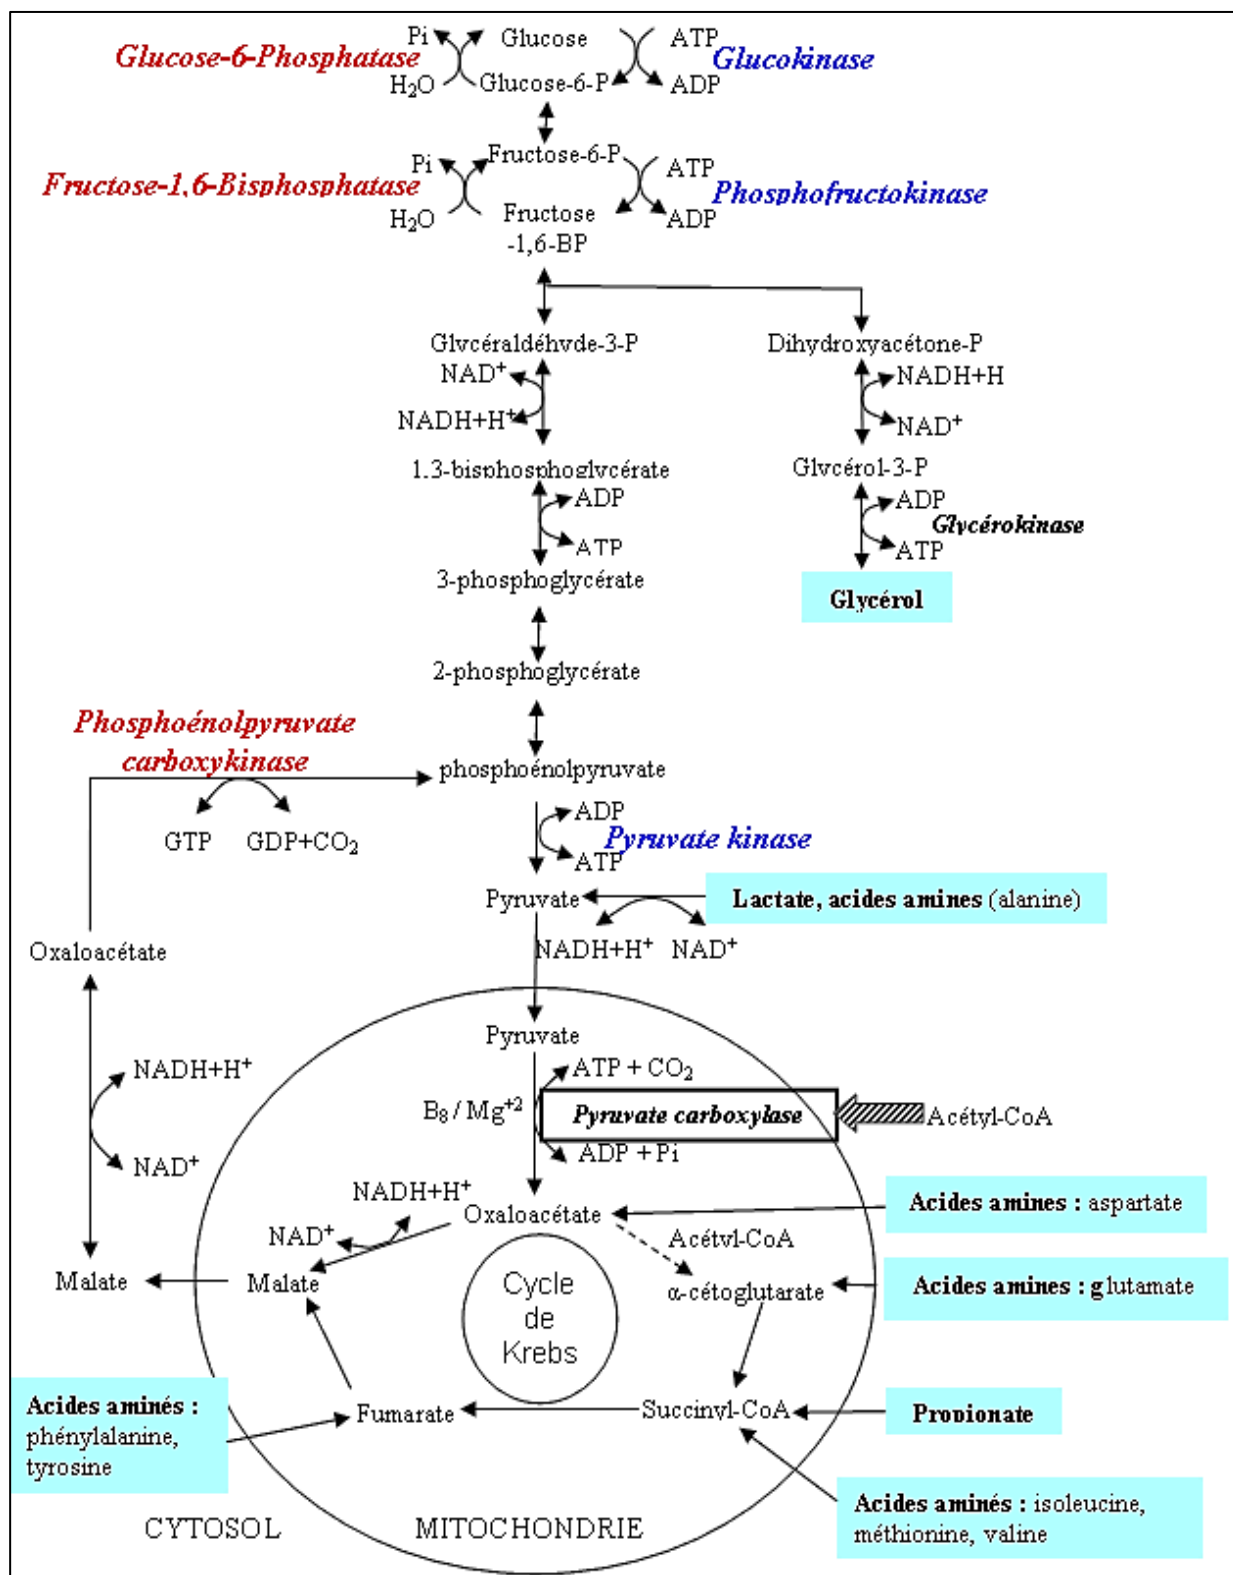 Pi Glucose ATP
Glucose-6-Phosphatase Glucokinase
H₂O Glucose-6-P ADP
Pi Fructose-6-P ATP
Fructose-1,6-Bisphosphatase Phosphofructokinase
H₂O Fructose ADP
-1,6-BP
Glycéraldéhyde-3-P Dihydroxyacétone-P
NAD⁺ NADH+H
NADH+H⁺ NAD⁺
1,3-bisphosphoglycérate Glycérol-3-P
ADP ADP
Glycérokinase
ATP ATP
3-phosphoglycérate Glycérol
2-phosphoglycérate
Phosphoénolpyruvate
carboxykinase
phosphoénolpyruvate
GTP GDP+CO₂
ADP
Pyruvate kinase
ATP
Pyruvate Lactate, acides amines (alanine)
NADH+H⁺ NAD⁺
Oxaloacétate
Pyruvate
NADH+H⁺ ATP + CO₂
B₈ / Mg⁺² Pyruvate carboxylase Acétyl-CoA
NAD⁺ ADP + Pi
NADH+H⁺
Oxaloacétate Acides amines : aspartate
NAD⁺ Acétyl-CoA
Malate Malate Cycle
de
Krebs
α-cétoglutarate Acides amines : glutamate
Acides aminés :
phénylalanine,
tyrosine
Fumarate Succinyl-CoA Propionate
Acides aminés : isoleucine,
méthionine, valine
CYTOSOL MITOCHONDRIE